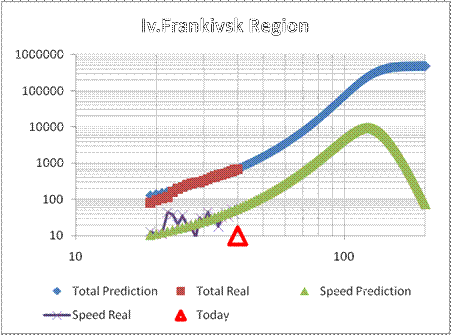 Iv.Frankivsk Region
1000000
100000
10000
1000
100
10
10 100
Total Prediction Total Real Speed Prediction
Speed Real Today